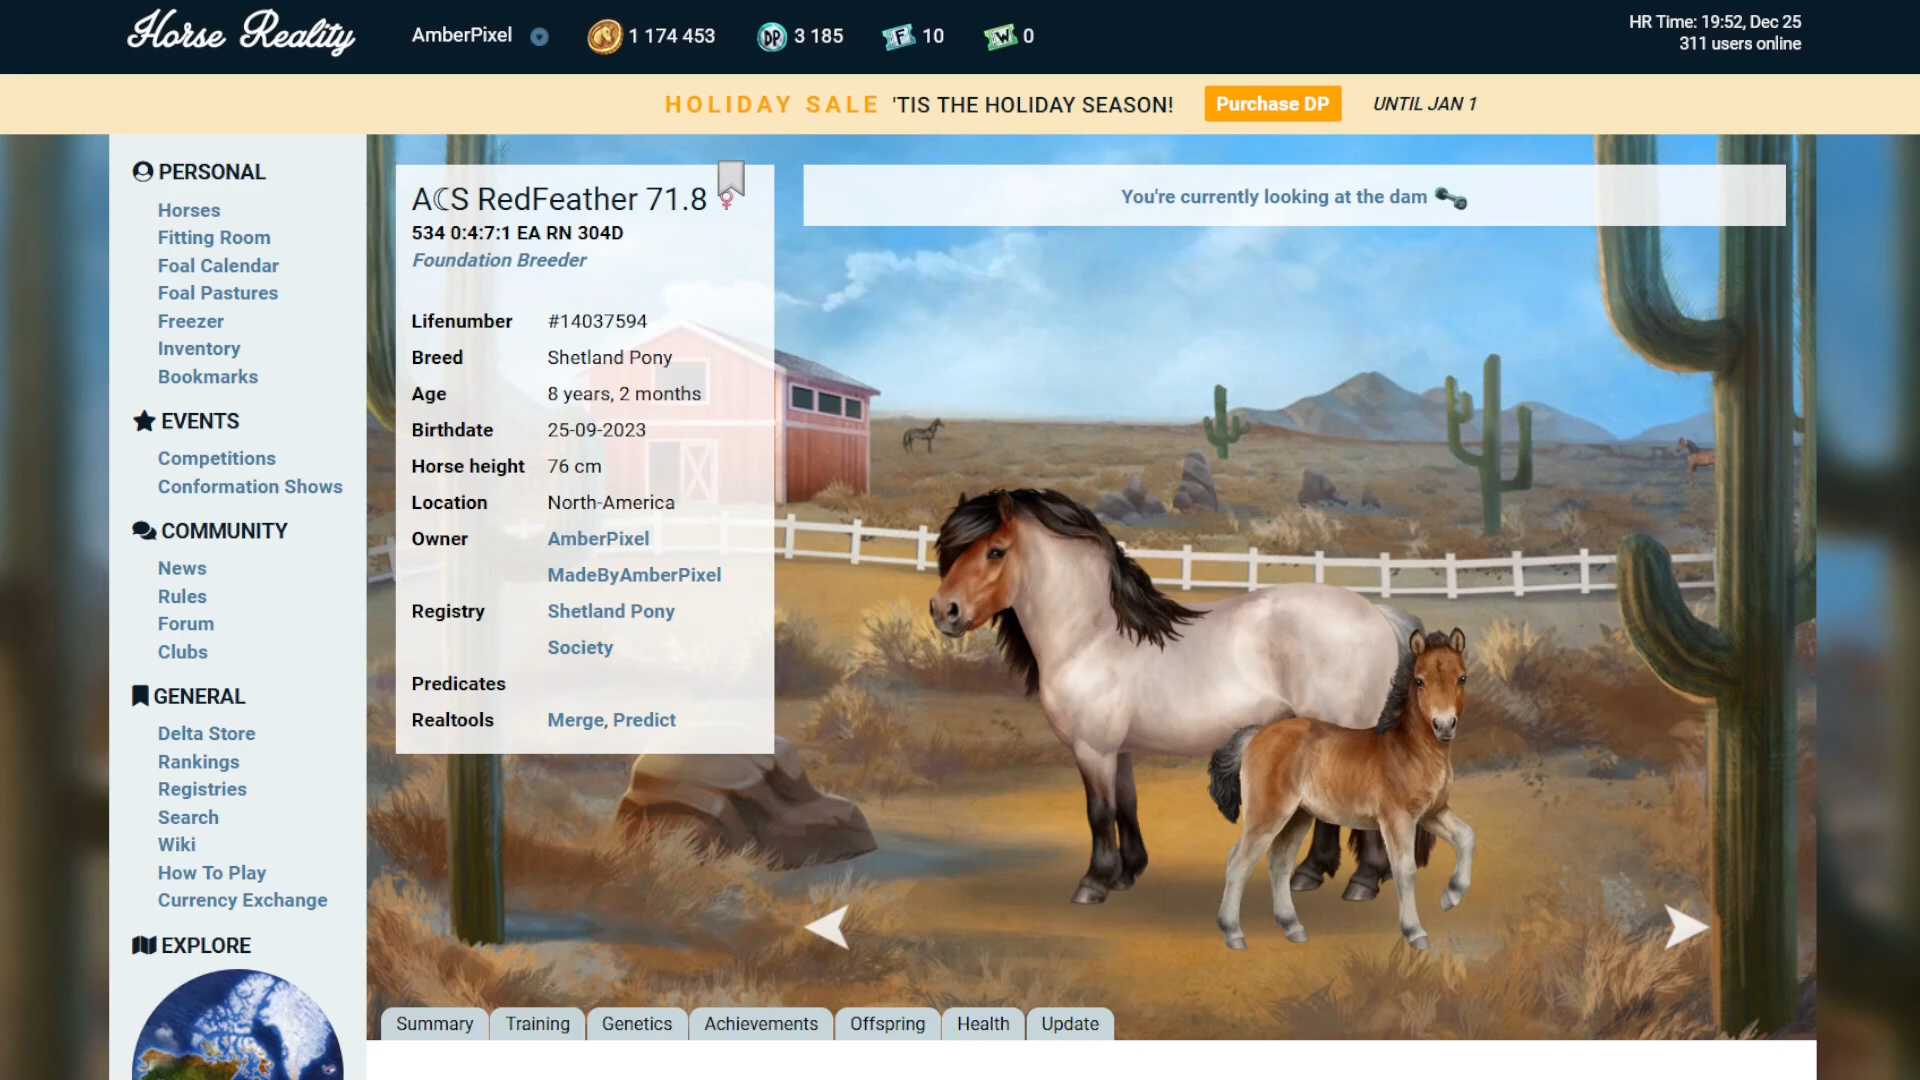 Horse Reality
AmberPixel
1 174 453
DP 3 185
F 10
W 0
HR Time: 19:52, Dec 25
311 users online
HOLIDAY SALE 'TIS THE HOLIDAY SEASON! Purchase DP UNTIL JAN 1
PERSONAL
Horses
Fitting Room
Foal Calendar
Foal Pastures
Freezer
Inventory
Bookmarks
EVENTS
Competitions
Conformation Shows
COMMUNITY
News
Rules
Forum
Clubs
GENERAL
Delta Store
Rankings
Registries
Search
Wiki
How To Play
Currency Exchange
EXPLORE
A☾S RedFeather 71.8 ♀
534 0:4:7:1 EA RN 304D
Foundation Breeder
Lifenumber #14037594
Breed Shetland Pony
Age 8 years, 2 months
Birthdate 25-09-2023
Horse height 76 cm
Location North-America
Owner AmberPixel
MadeByAmberPixel
Registry Shetland Pony
Society
Predicates
Realtools Merge, Predict
You're currently looking at the dam
Summary Training Genetics Achievements Offspring Health Update